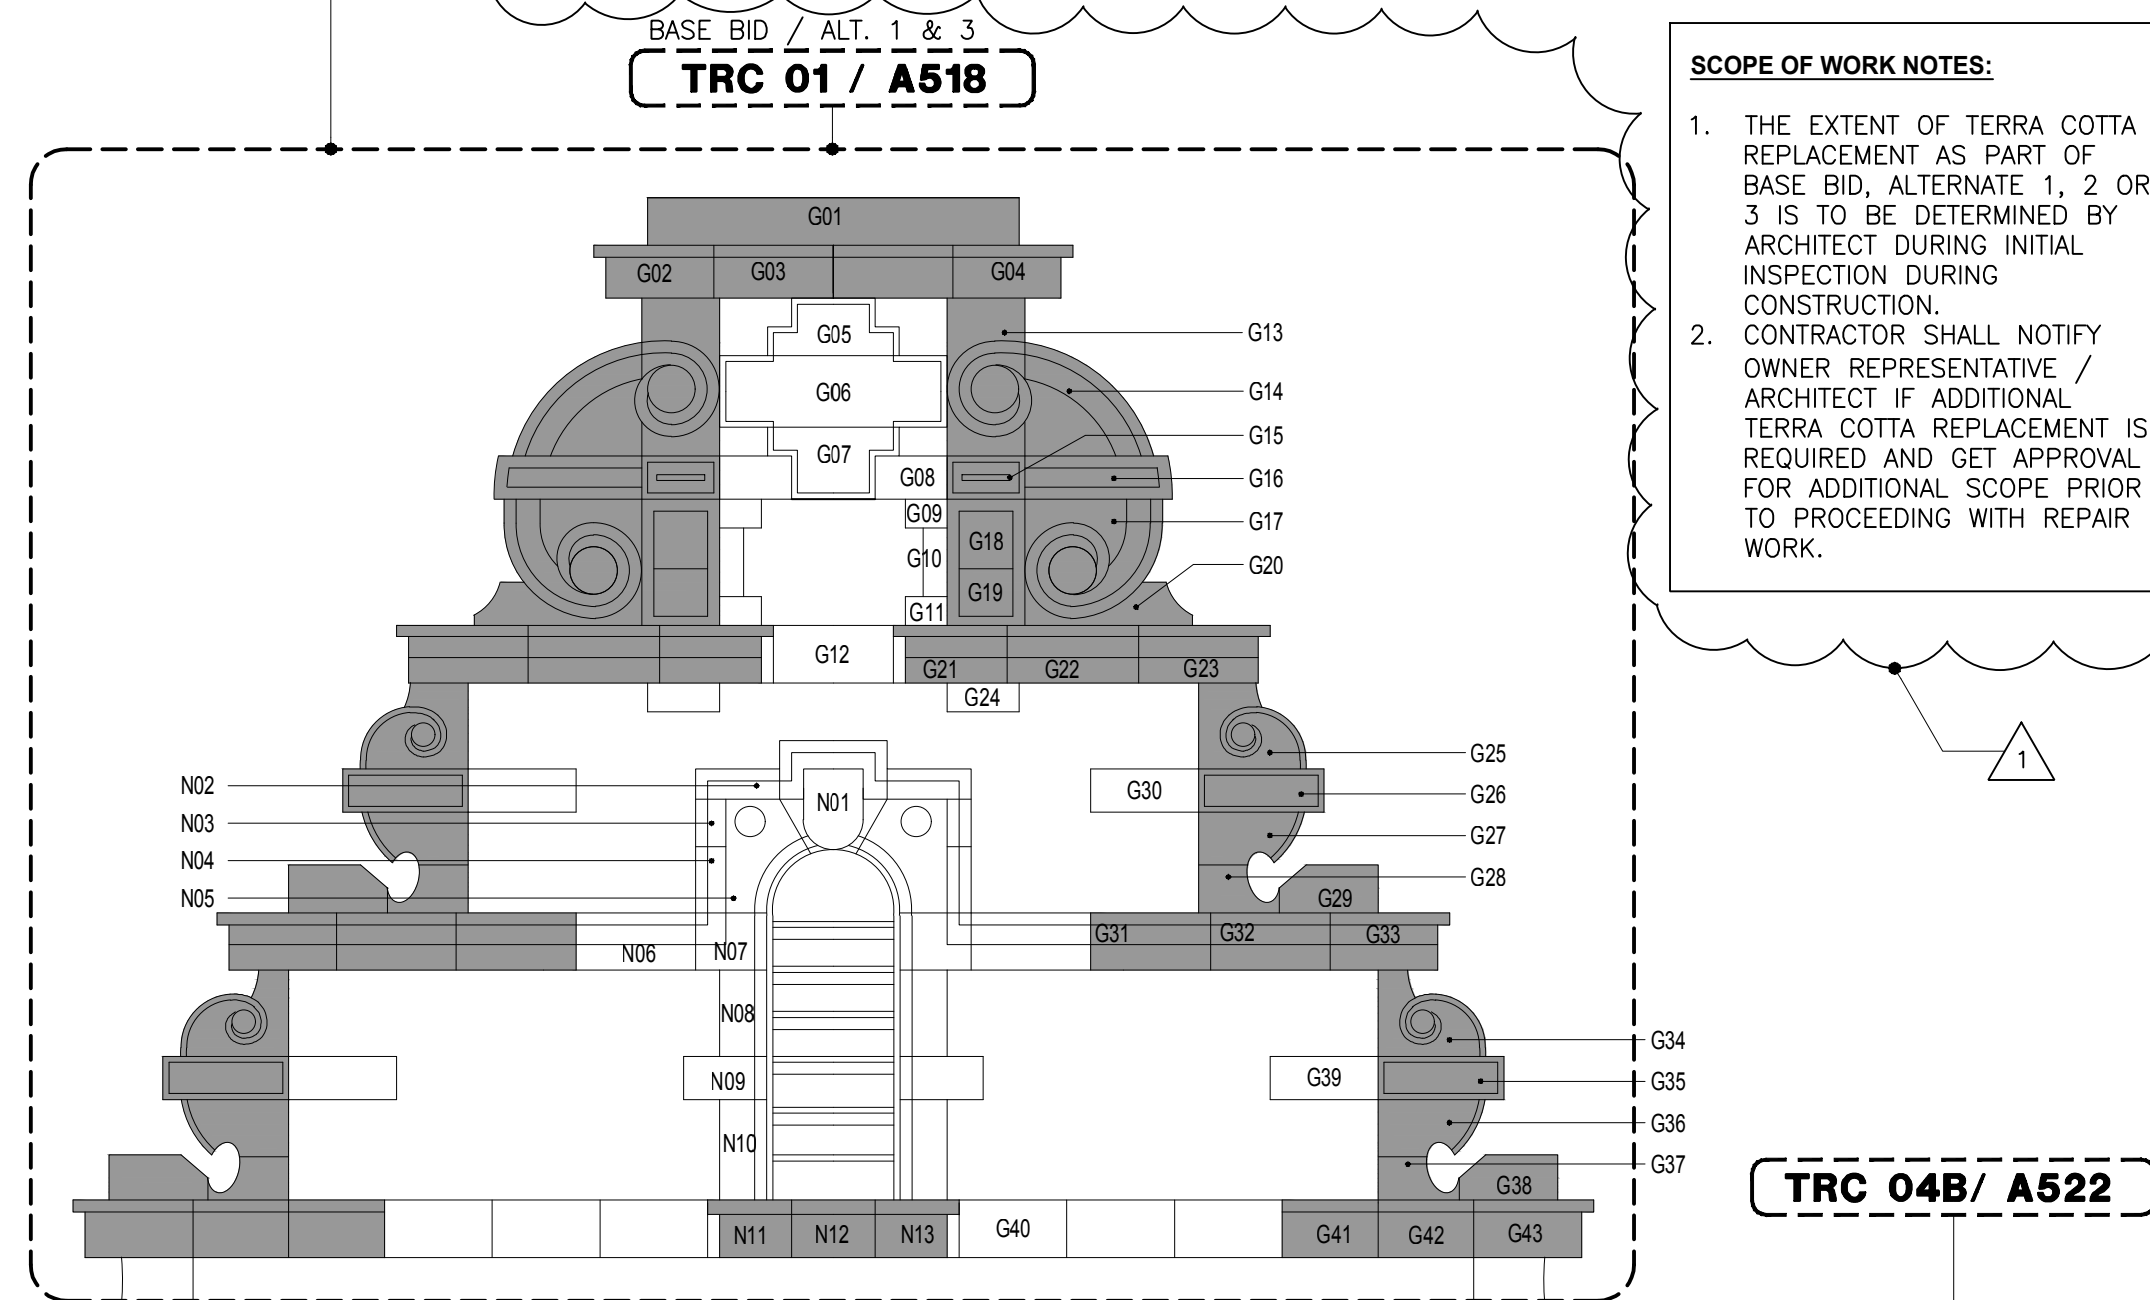 BASE BID / ALT. 1 & 3
TRC 01 / A518
SCOPE OF WORK NOTES:
1. THE EXTENT OF TERRA COTTA
REPLACEMENT AS PART OF
BASE BID, ALTERNATE 1, 2 OR
3 IS TO BE DETERMINED BY
ARCHITECT DURING INITIAL
INSPECTION DURING
CONSTRUCTION.
2. CONTRACTOR SHALL NOTIFY
OWNER REPRESENTATIVE /
ARCHITECT IF ADDITIONAL
TERRA COTTA REPLACEMENT IS
REQUIRED AND GET APPROVAL
FOR ADDITIONAL SCOPE PRIOR
TO PROCEEDING WITH REPAIR
WORK.
G01
G02 G03 G04
G05
G13
G06
G14
G07
G15
G08
G16
G09
G17
G18
G10
G20
G19
G11
G12
G21 G22 G23
G24
G25
1
N02
N01
G30
G26
N03
G27
N04
G28
N05
G29
N06 N07
G31 G32 G33
N08
G34
N09
G39
G35
G36
N10
G37
G38
TRC 04B/ A522
N11 N12 N13 G40 G41 G42 G43